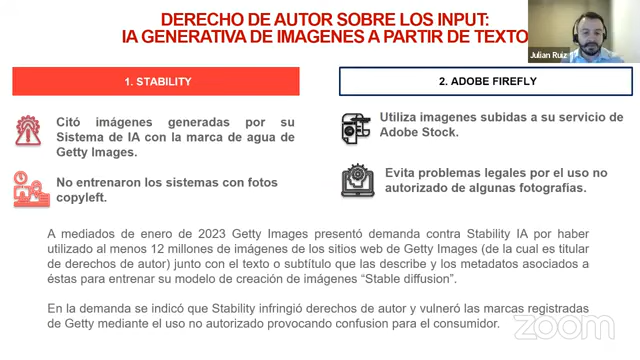 DERECHO DE AUTOR SOBRE LOS INPUT:
IA GENERATIVA DE IMAGENES A PARTIR DE TEXTO
Julian Ruiz
1. STABILITY
2. ADOBE FIREFLY
Citó imágenes generadas por su
Sistema de IA con la marca de agua de
Getty Images.
No entrenaron los sistemas con fotos
copyleft.
Utiliza imagenes subidas a su servicio de
Adobe Stock.
Evita problemas legales por el uso no
autorizado de algunas fotografías.
A mediados de enero de 2023 Getty Images presentó demanda contra Stability IA por haber
utilizado al menos 12 millones de imágenes de los sitios web de Getty Images (de la cual es titular
de derechos de autor) junto con el texto o subtítulo que las describe y los metadatos asociados a
éstas para entrenar su modelo de creación de imágenes “Stable diffusion”.
En la demanda se indicó que Stability infringió derechos de autor y vulneró las marcas registradas
de Getty mediante el uso no autorizado provocando confusion para el consumidor.
zoom